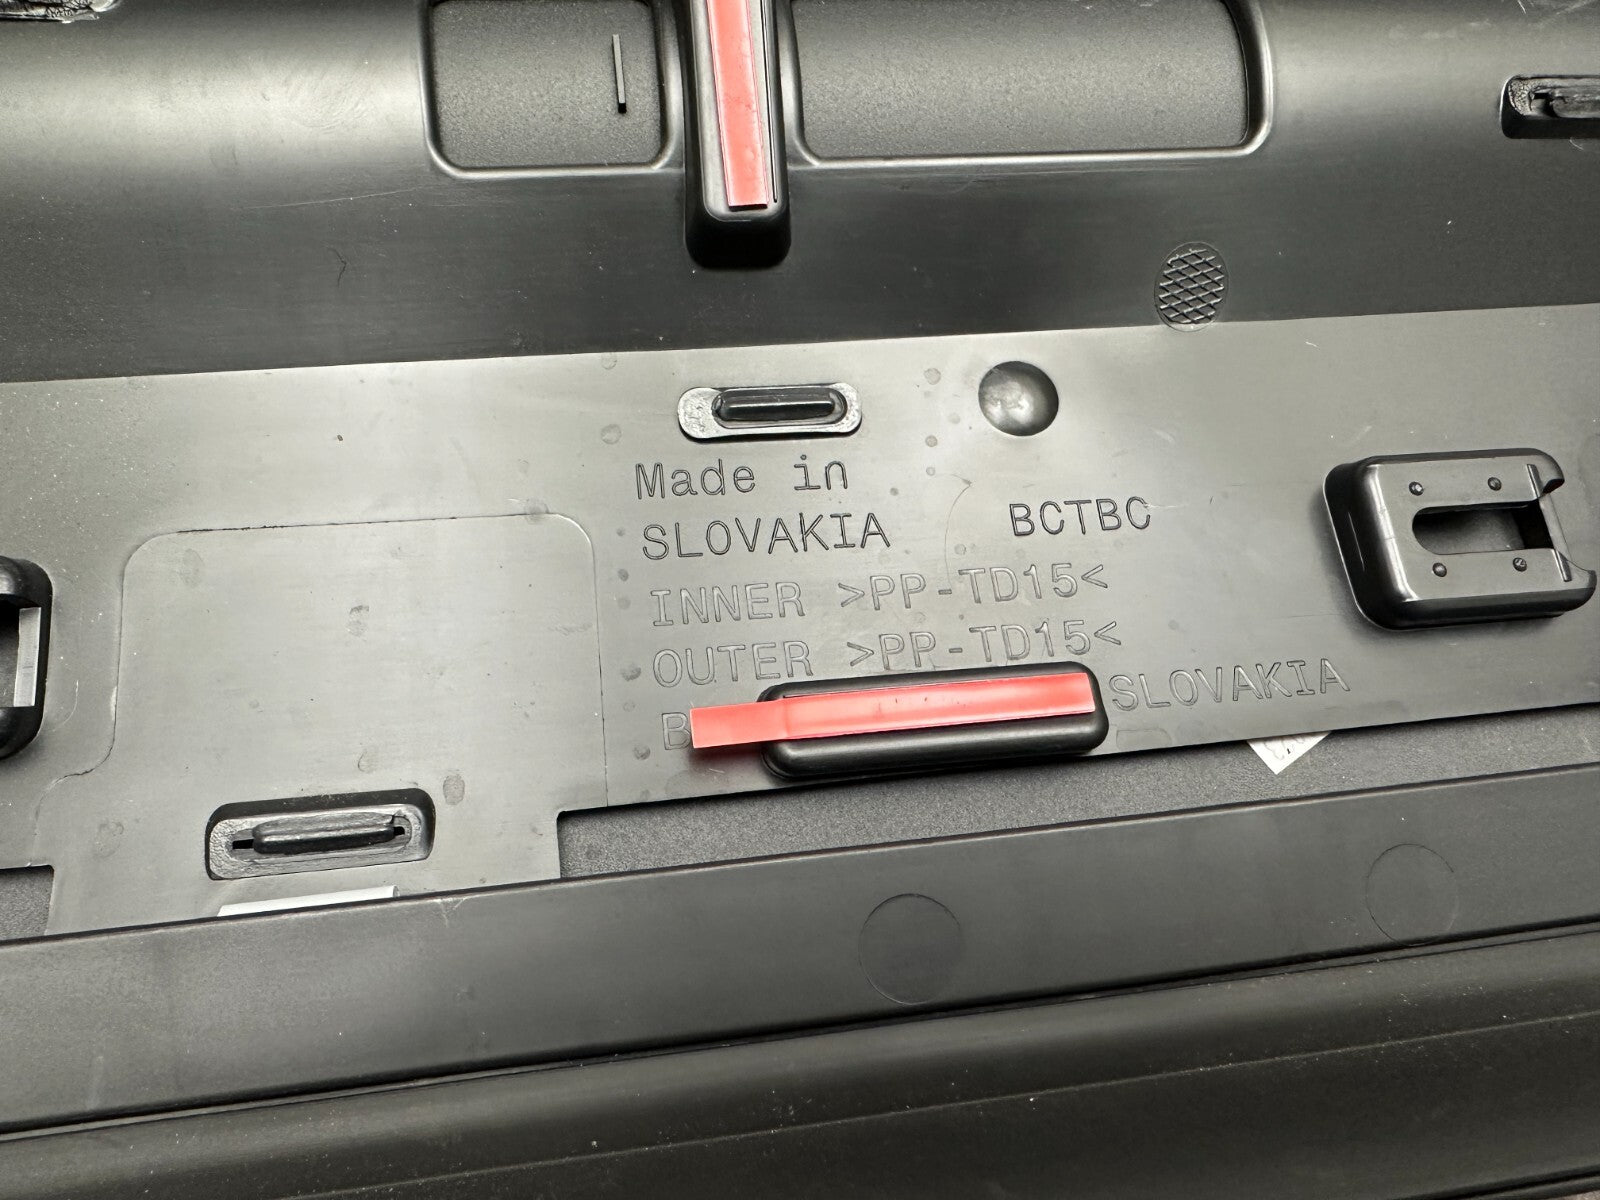 Made in
SLOVAKIA
BCTBC
INNER >PP-TD15<
OUTER >PP-TD15<
SLOVAKIA